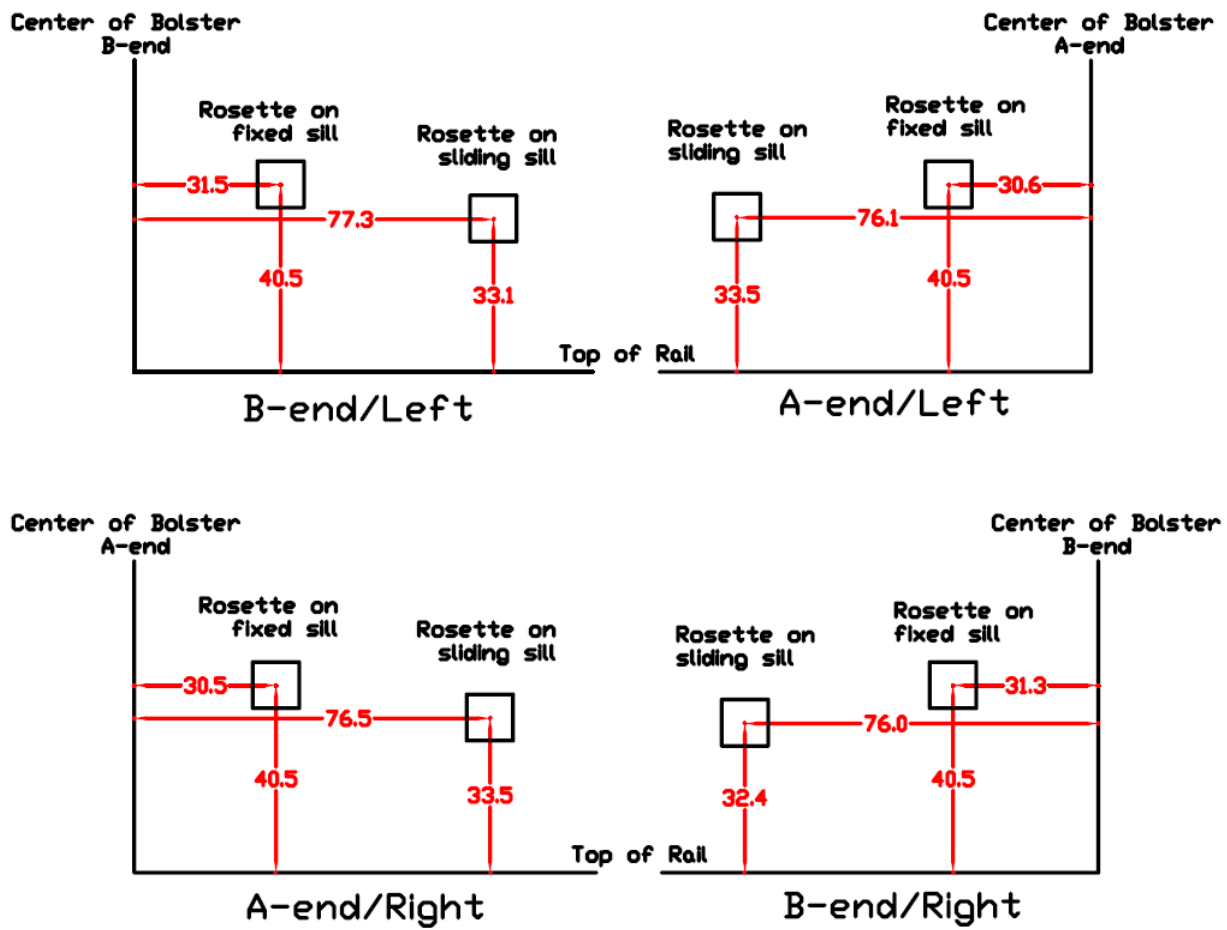 Center of Bolster
B-end
Rosette on
fixed sill
Rosette on
sliding sill
31.5
77.3
40.5
33.1
B-end/Left
Center of Bolster
A-end
Rosette on
sliding sill
Rosette on
fixed sill
30.6
76.1
33.5
40.5
Top of Rail
A-end/Left
Center of Bolster
A-end
Rosette on
fixed sill
Rosette on
sliding sill
30.5
76.5
40.5
33.5
A-end/Right
Center of Bolster
B-end
Rosette on
sliding sill
Rosette on
fixed sill
31.3
76.0
32.4
40.5
Top of Rail
B-end/Right